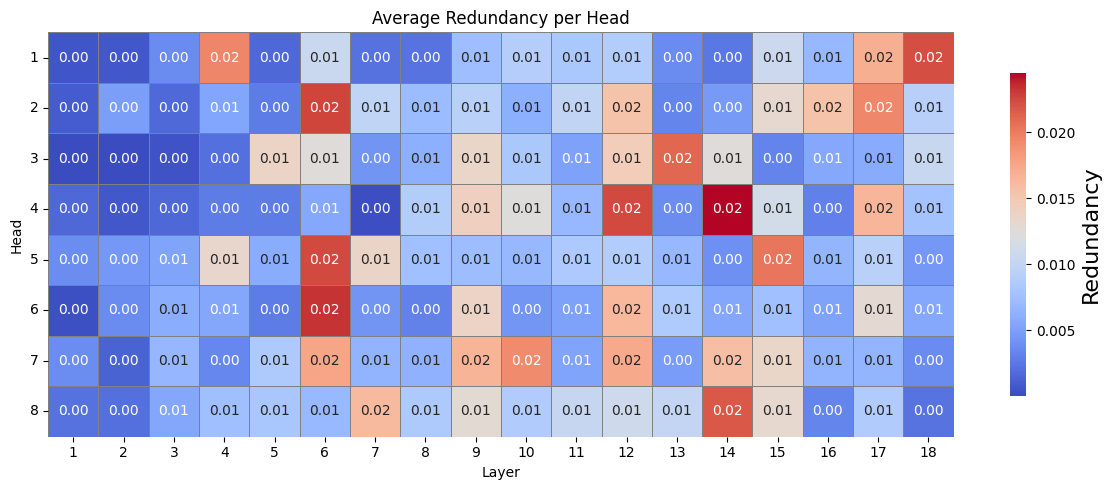 Average Redundancy per Head
1 0.00 0.00 0.00 0.02 0.00 0.01 0.00 0.00 0.01 0.01 0.01 0.01 0.00 0.00 0.01 0.01 0.02 0.02
2 0.00 0.00 0.00 0.01 0.00 0.02 0.01 0.01 0.01 0.01 0.01 0.02 0.00 0.00 0.01 0.02 0.02 0.01
3 0.00 0.00 0.00 0.00 0.01 0.01 0.00 0.01 0.01 0.01 0.01 0.01 0.02 0.01 0.00 0.01 0.01 0.01
4 0.00 0.00 0.00 0.00 0.00 0.01 0.00 0.01 0.01 0.01 0.01 0.02 0.00 0.02 0.01 0.00 0.02 0.01
5 0.00 0.00 0.01 0.01 0.01 0.02 0.01 0.01 0.01 0.01 0.01 0.01 0.01 0.00 0.02 0.01 0.01 0.00
6 0.00 0.00 0.01 0.01 0.00 0.02 0.00 0.00 0.01 0.00 0.01 0.02 0.01 0.01 0.01 0.01 0.01 0.01
7 0.00 0.00 0.01 0.00 0.01 0.02 0.01 0.01 0.02 0.02 0.01 0.02 0.00 0.02 0.01 0.01 0.01 0.00
8 0.00 0.00 0.01 0.01 0.01 0.01 0.02 0.01 0.01 0.01 0.01 0.01 0.01 0.02 0.01 0.00 0.01 0.00
1 2 3 4 5 6 7 8 9 10 11 12 13 14 15 16 17 18
Layer
Head
0.020
0.015
0.010
0.005
Redundancy